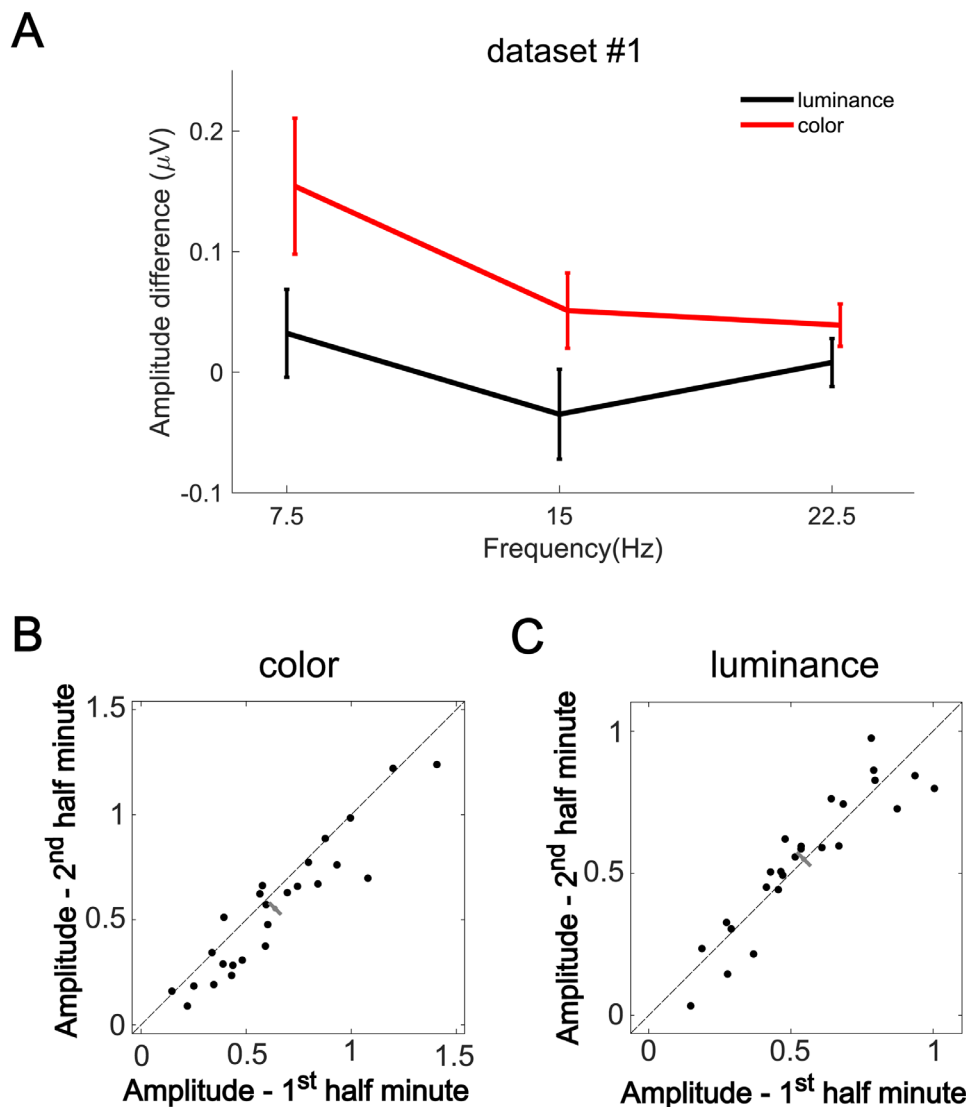 A
dataset #1
luminance
color
Amplitude difference (μV)
0.2
0.1
0
-0.1
7.5 15 22.5
Frequency(Hz)
B
color
Amplitude - 2nd half minute
1.5
1
0.5
0
0 0.5 1 1.5
Amplitude - 1st half minute
C
luminance
Amplitude - 2nd half minute
1
0.5
0
0 0.5 1
Amplitude - 1st half minute